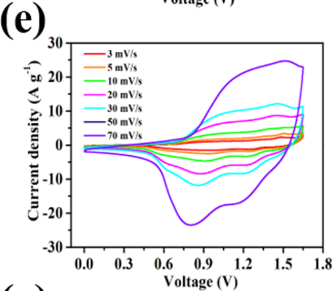 Voltage (V)
(e)
3 mV/s
5 mV/s
10 mV/s
20 mV/s
30 mV/s
50 mV/s
70 mV/s
Current density (A g⁻¹)
30
20
10
0
-10
-20
-30
0.0 0.3 0.6 0.9 1.2 1.5 1.8
Voltage (V)